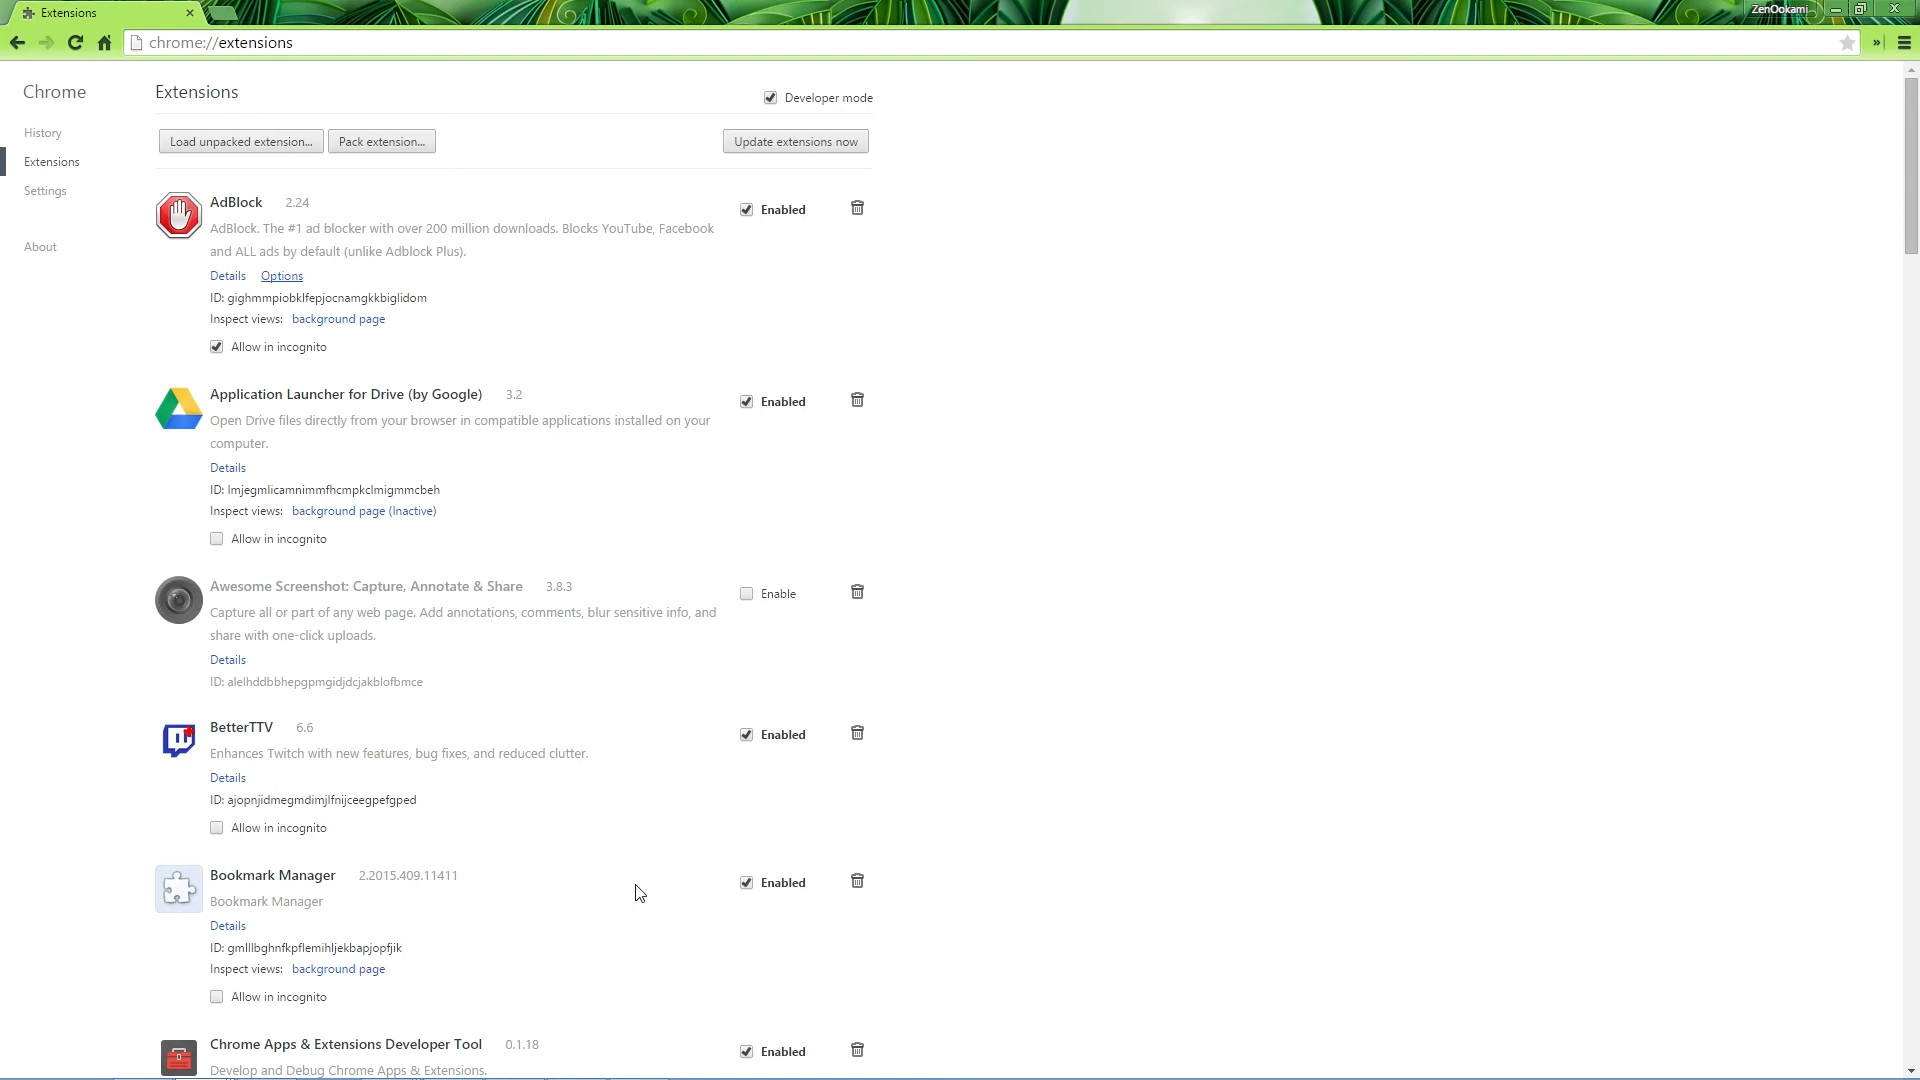 Extensions
ZenOokami
chrome://extensions
Chrome
History
Extensions
Settings
About
Extensions
Developer mode
Load unpacked extension...
Pack extension...
Update extensions now
AdBlock 2.24
AdBlock. The #1 ad blocker with over 200 million downloads. Blocks YouTube, Facebook
and ALL ads by default (unlike Adblock Plus).
Details Options
ID: gighmmpiobklfepjocnamgkkbiglidom
Inspect views: background page
Allow in incognito
Enabled
Application Launcher for Drive (by Google) 3.2
Open Drive files directly from your browser in compatible applications installed on your
computer.
Details
ID: lmjegmlicamnimmfhcmpkclmigmmcbeh
Inspect views: background page (Inactive)
Allow in incognito
Enabled
Awesome Screenshot: Capture, Annotate & Share 3.8.3
Capture all or part of any web page. Add annotations, comments, blur sensitive info, and
share with one-click uploads.
Details
ID: alelhddbbhepgpmgidjdcjakblofbmce
Enable
BetterTTV 6.6
Enhances Twitch with new features, bug fixes, and reduced clutter.
Details
ID: ajopnjidmegmdimjlfnijceegpefgped
Allow in incognito
Enabled
Bookmark Manager 2.2015.409.11411
Bookmark Manager
Details
ID: gmlllbghnfkpflemihljekbapjopfjik
Inspect views: background page
Allow in incognito
Enabled
Chrome Apps & Extensions Developer Tool 0.1.18
Develop and Debug Chrome Apps & Extensions.
Enabled